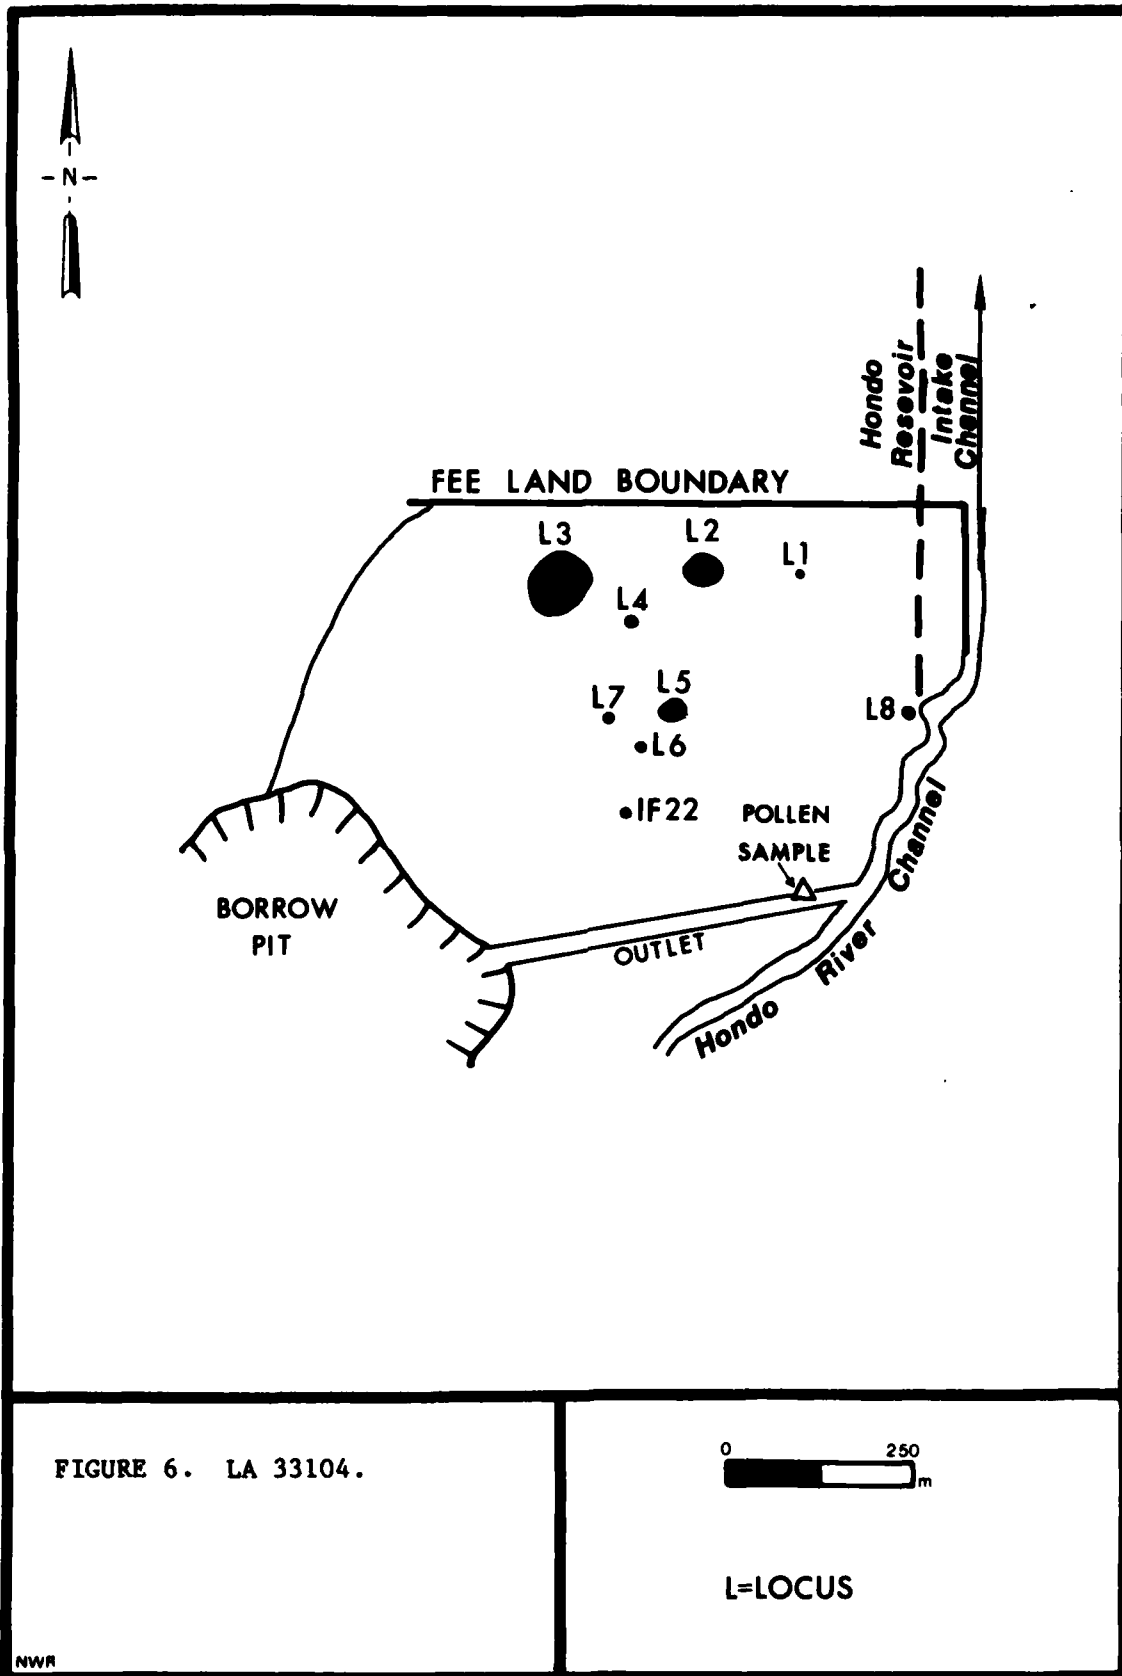 -N-
Hondo
Resevoir
Intake
Channel
FEE LAND BOUNDARY
L3
L2
L1
L4
L5
L7
L8
L6
IF22
POLLEN
SAMPLE
BORROW
PIT
OUTLET
Hondo River Channel
FIGURE 6. LA 33104.
0 250
m
L=LOCUS
NWR